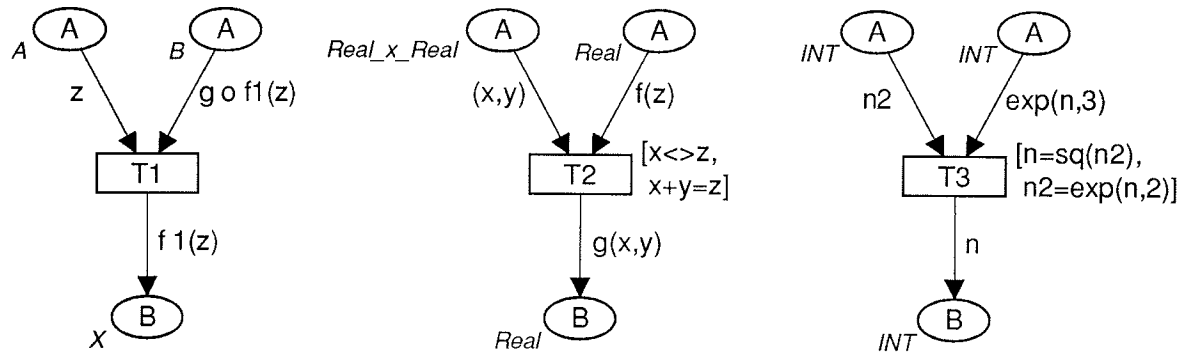 A A
A B
z g o f1(z)
T1
f 1(z)
B
X
A A
Real_x_Real Real
(x,y) f(z)
T2 [x<>z,
x+y=z]
g(x,y)
B
Real
A A
INT INT
n2 exp(n,3)
T3 [n=sq(n2),
n2=exp(n,2)]
n
B
INT